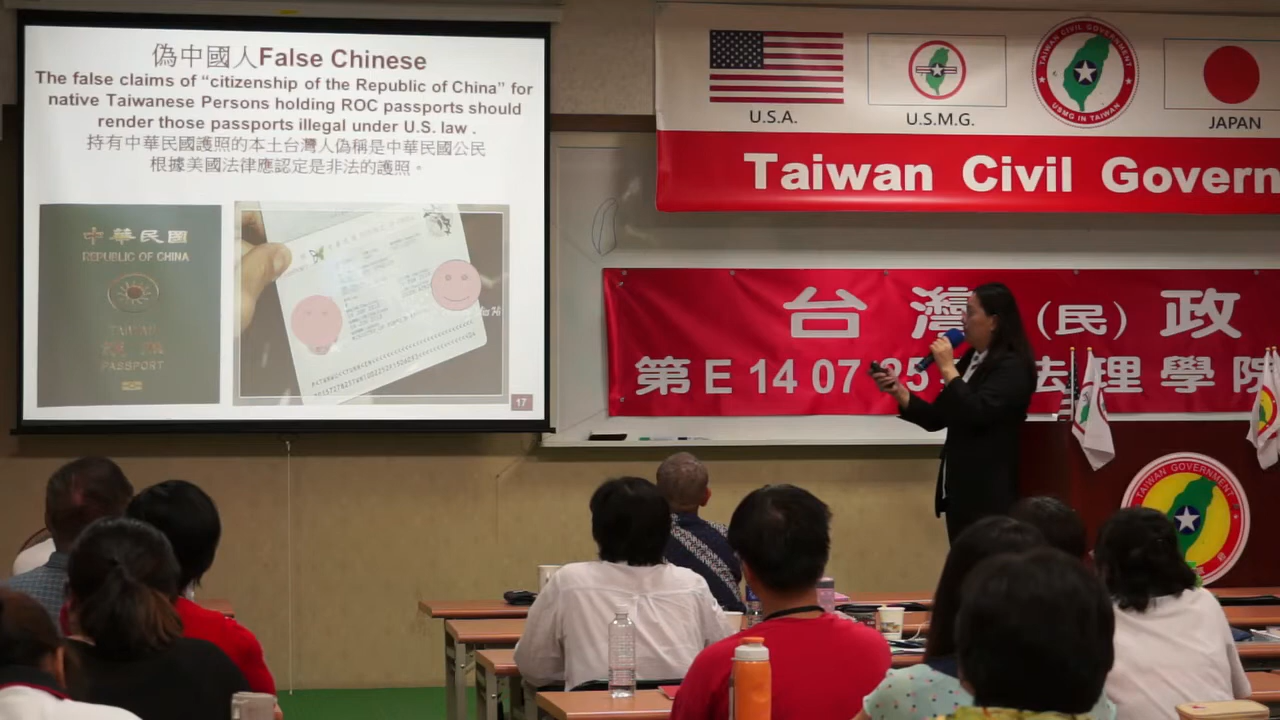 偽中國人False Chinese
The false claims of “citizenship of the Republic of China” for
native Taiwanese Persons holding ROC passports should
render those passports illegal under U.S. law .
持有中華民國護照的本土台灣人偽稱是中華民國公民
根據美國法律應認定是非法的護照。
中華民國
REPUBLIC OF CHINA
TAIWAN
PASSPORT
17
U.S.A.
U.S.M.G.
TAIWAN CIVIL GOVERNMENT
USMG IN TAIWAN
JAPAN
Taiwan Civil Govern
台灣（民）政
第E 14 07 25 法理學院
TAIWAN GOVERNMENT